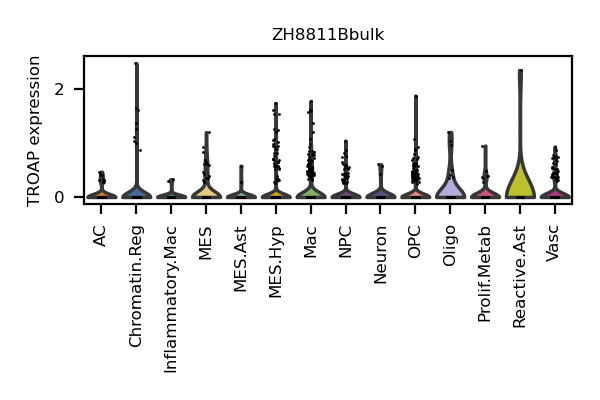 ZH8811Bbulk
TROAP expression
2
0
AC
Chromatin.Reg
Inflammatory.Mac
MES
MES.Ast
MES.Hyp
Mac
NPC
Neuron
OPC
Oligo
Prolif.Metab
Reactive.Ast
Vasc